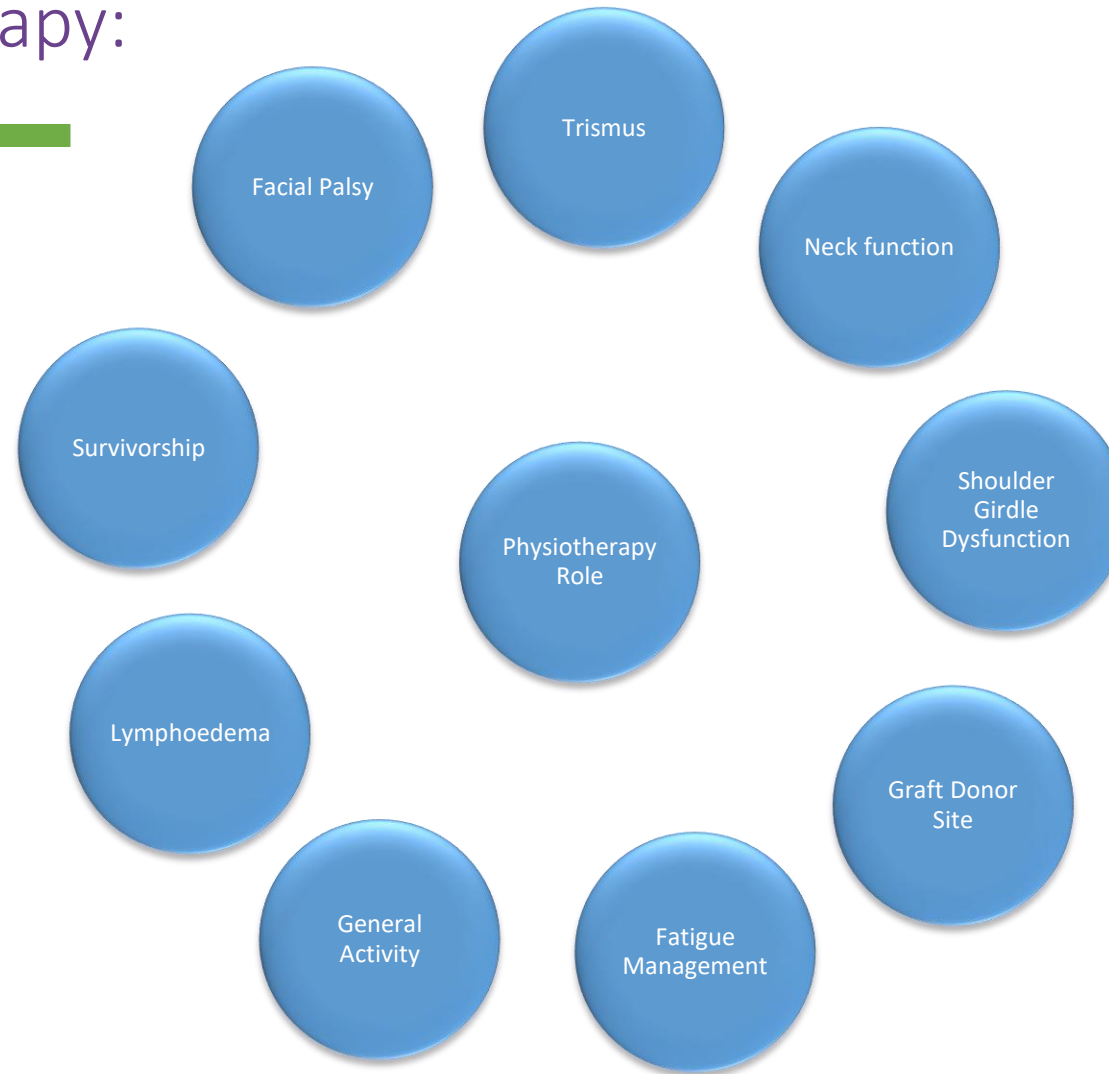 apy:
Trismus
Facial Palsy
Neck function
Survivorship
Shoulder
Girdle
Dysfunction
Physiotherapy
Role
Lymphoedema
Graft Donor
Site
General
Activity
Fatigue
Management